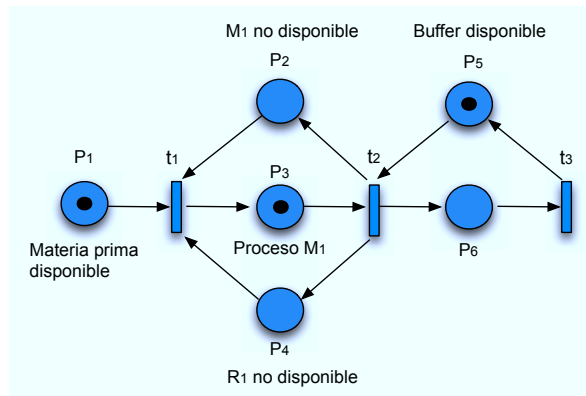 M1 no disponible
Buffer disponible
P2
P5
P1
t1
P3
t2
t3
Materia prima
disponible
Proceso M1
P6
P4
R1 no disponible